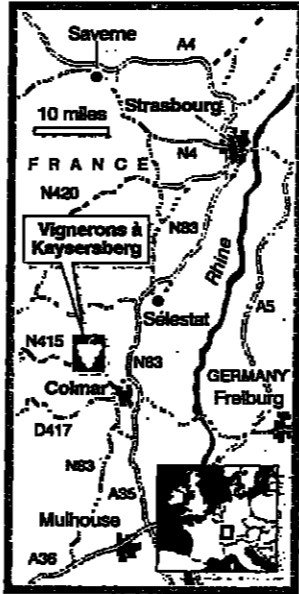 Saverne
A4
Strasbourg
10 miles
N4
FRANCE
N420
Vignerons à
Kaysersberg
N83
Rhine
A5
Sélestat
N415
N83
GERMANY
Colmar
Freiburg
D417
N83
A35
Mulhouse
A36